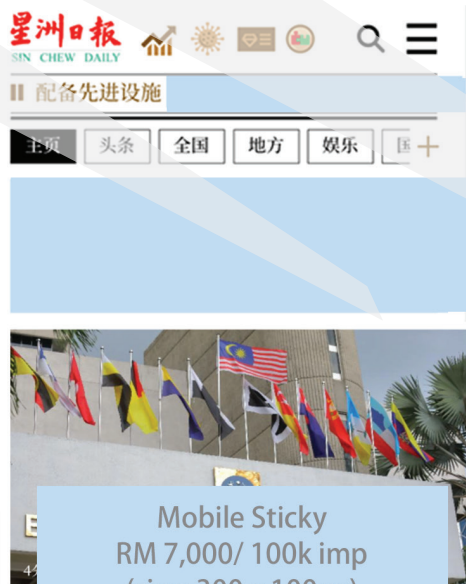 星洲日报
SIN CHEW DAILY
配备先进设施
主页 头条 全国 地方 娱乐
Mobile Sticky
RM 7,000/ 100k imp